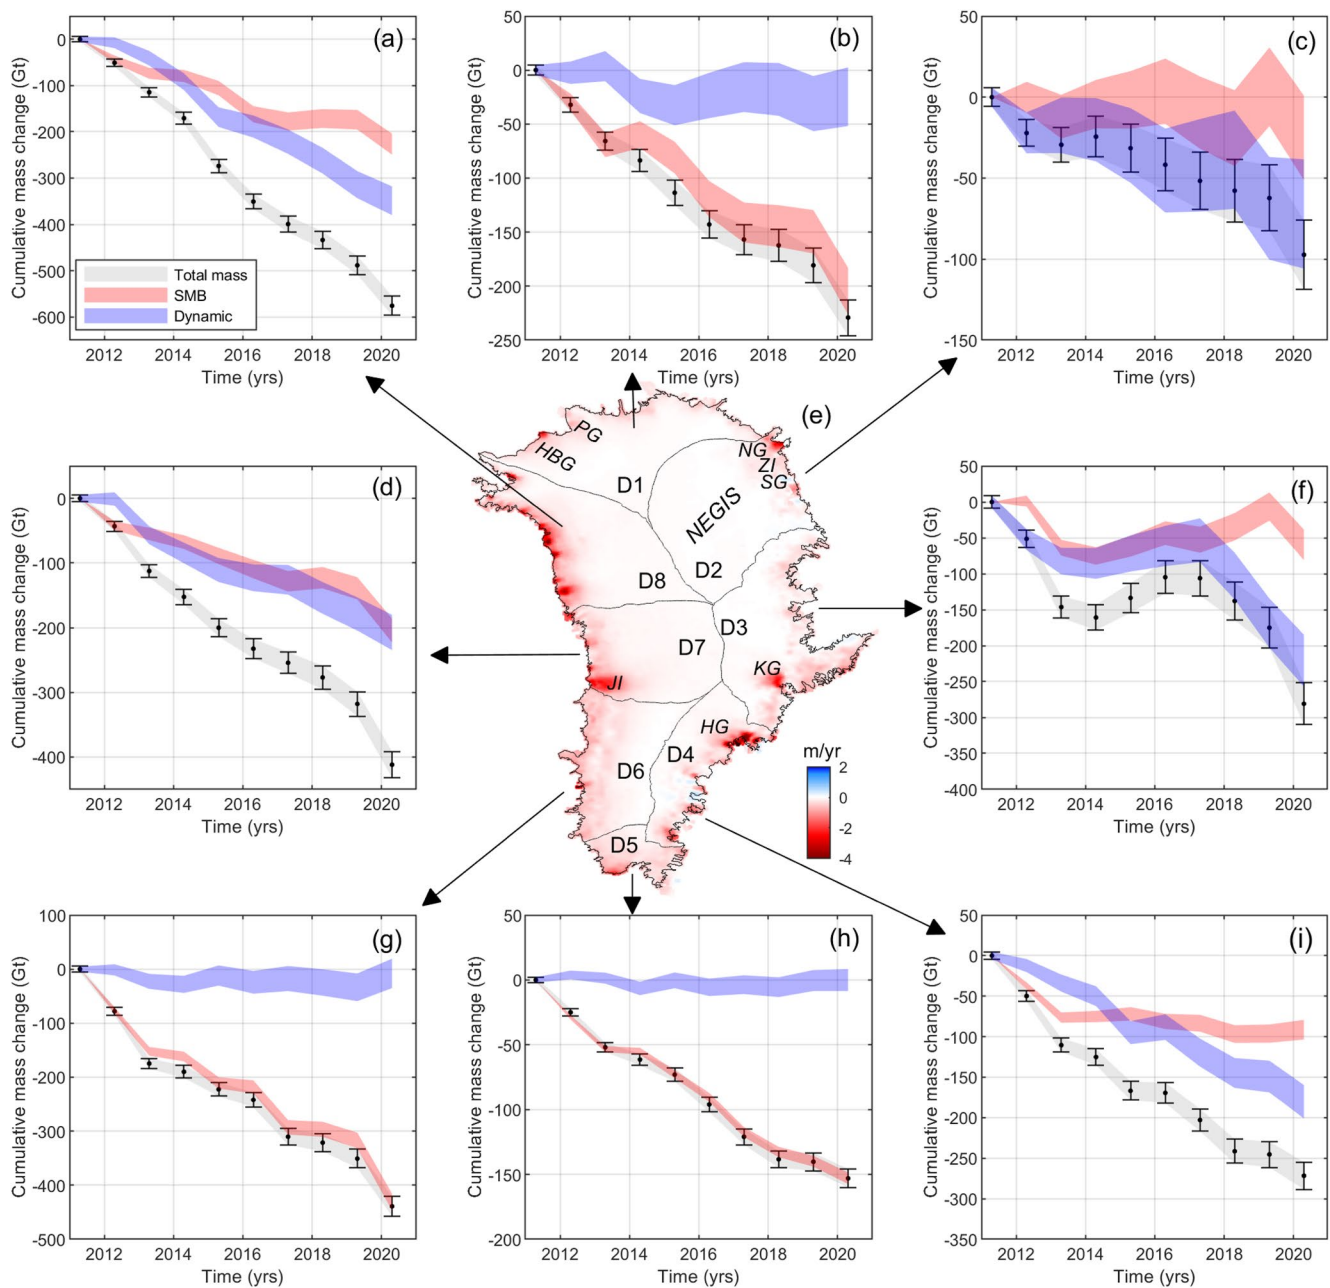 (a)
Cumulative mass change (Gt)
0
-100
-200
-300
-400
-500
-600
Total mass
SMB
Dynamic
2012 2014 2016 2018 2020
Time (yrs)
(b)
Cumulative mass change (Gt)
50
0
-50
-100
-150
-200
-250
2012 2014 2016 2018 2020
Time (yrs)
(c)
Cumulative mass change (Gt)
50
0
-50
-100
-150
2012 2014 2016 2018 2020
Time (yrs)
(d)
Cumulative mass change (Gt)
0
-100
-200
-300
-400
2012 2014 2016 2018 2020
Time (yrs)
(e)
PG
HBG
NG
ZI
SG
D1
NEGIS
D2
D8
D3
D7
KG
JI
HG
D4
D6
D5
m/yr
2
0
-2
-4
(f)
Cumulative mass change (Gt)
50
0
-50
-100
-150
-200
-250
-300
-350
-400
2012 2014 2016 2018 2020
Time (yrs)
(g)
Cumulative mass change (Gt)
100
0
-100
-200
-300
-400
-500
2012 2014 2016 2018 2020
Time (yrs)
(h)
Cumulative mass change (Gt)
50
0
-50
-100
-150
-200
2012 2014 2016 2018 2020
Time (yrs)
(i)
Cumulative mass change (Gt)
50
0
-50
-100
-150
-200
-250
-300
-350
2012 2014 2016 2018 2020
Time (yrs)